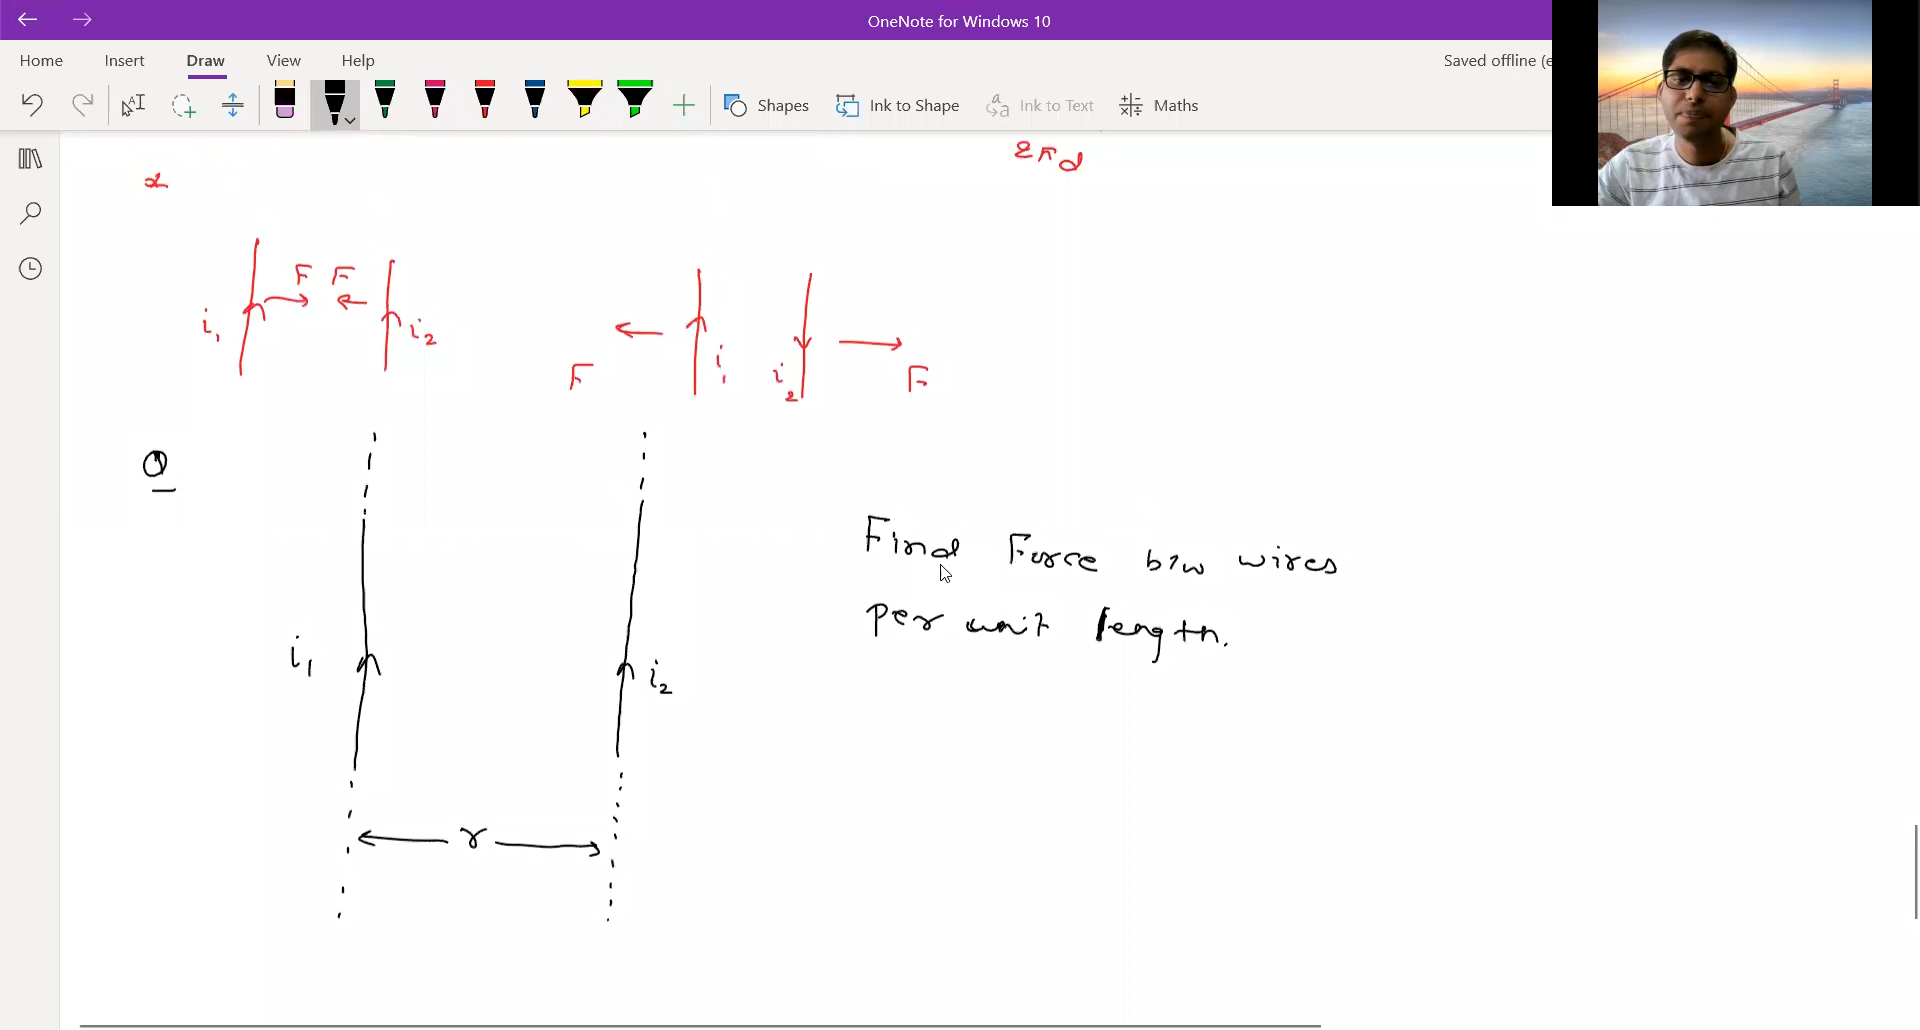 OneNote for Windows 10
Home Insert Draw View Help
Saved offline (e
Shapes Ink to Shape Ink to Text Maths
2πd
F F
i₁ i₂
F i₁ i₂ F
Q
Find Force b/w wires
per unit length.
i₁ i₂
r